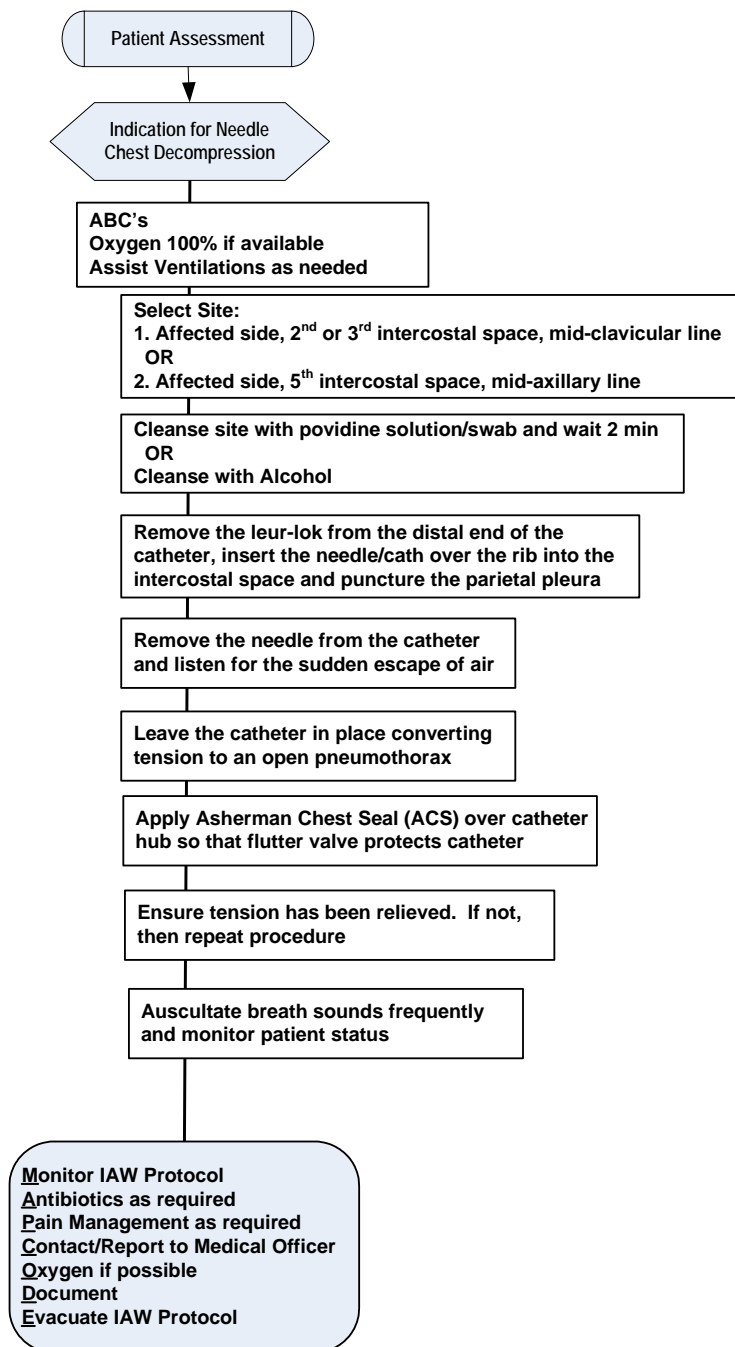 Patient Assessment
Indication for Needle
Chest Decompression
ABC's
Oxygen 100% if available
Assist Ventilations as needed
Select Site:
1. Affected side, 2nd or 3rd intercostal space, mid-clavicular line
OR
2. Affected side, 5th intercostal space, mid-axillary line
Cleanse site with povidine solution/swab and wait 2 min
OR
Cleanse with Alcohol
Remove the leur-lok from the distal end of the
catheter, insert the needle/cath over the rib into the
intercostal space and puncture the parietal pleura
Remove the needle from the catheter
and listen for the sudden escape of air
Leave the catheter in place converting
tension to an open pneumothorax
Apply Asherman Chest Seal (ACS) over catheter
hub so that flutter valve protects catheter
Ensure tension has been relieved.  If not,
then repeat procedure
Auscultate breath sounds frequently
and monitor patient status
Monitor IAW Protocol
Antibiotics as required
Pain Management as required
Contact/Report to Medical Officer
Oxygen if possible
Document
Evacuate IAW Protocol